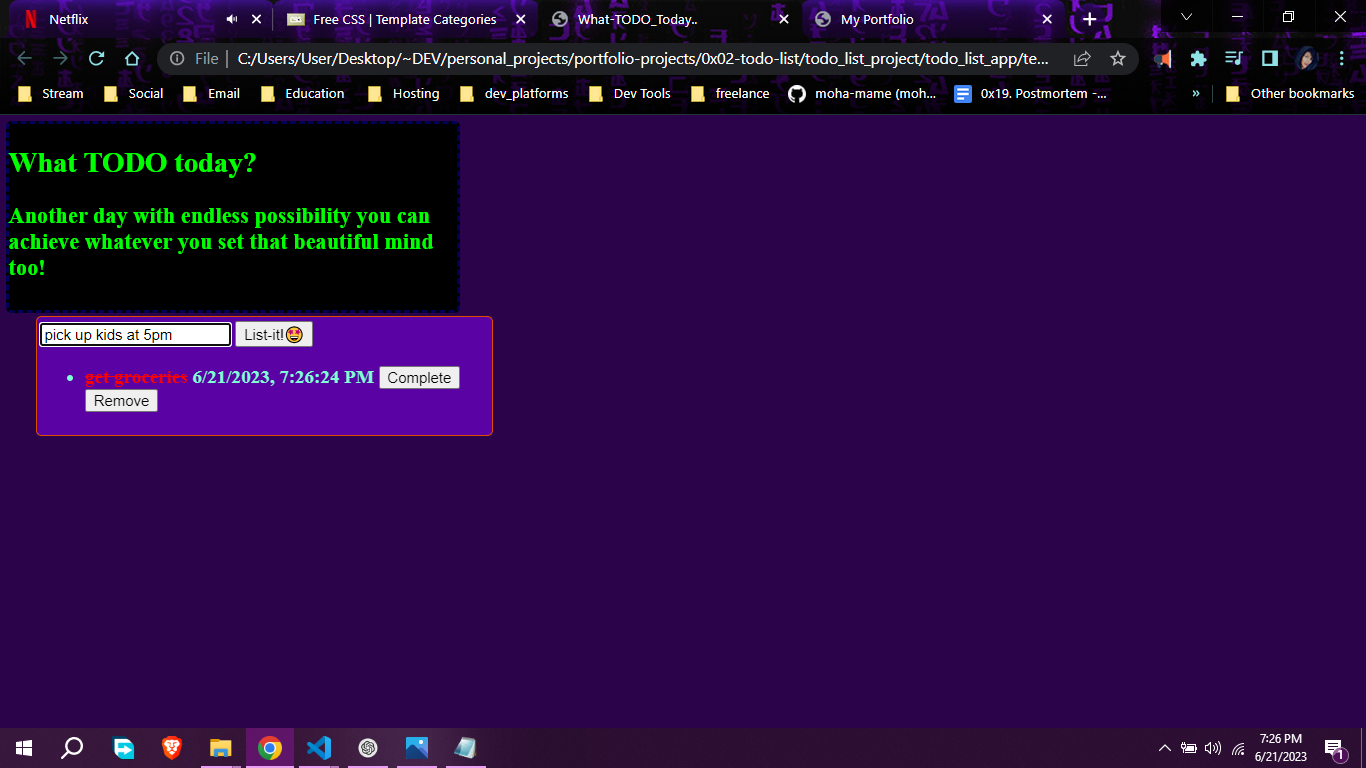 Netflix
Free CSS | Template Categories
What-TODO_Today..
My Portfolio
File
C:/Users/User/Desktop/~DEV/personal_projects/portfolio-projects/0x02-todo-list/todo_list_project/todo_list_app/te...
Stream
Social
Email
Education
Hosting
dev_platforms
Dev Tools
freelance
moha-mame (moh...
0x19. Postmortem -...
»
Other bookmarks
What TODO today?
Another day with endless possibility you can
achieve whatever you set that beautiful mind
too!
pick up kids at 5pm
List-it!🤩
get groceries 6/21/2023, 7:26:24 PM Complete
Remove
7:26 PM
6/21/2023
1